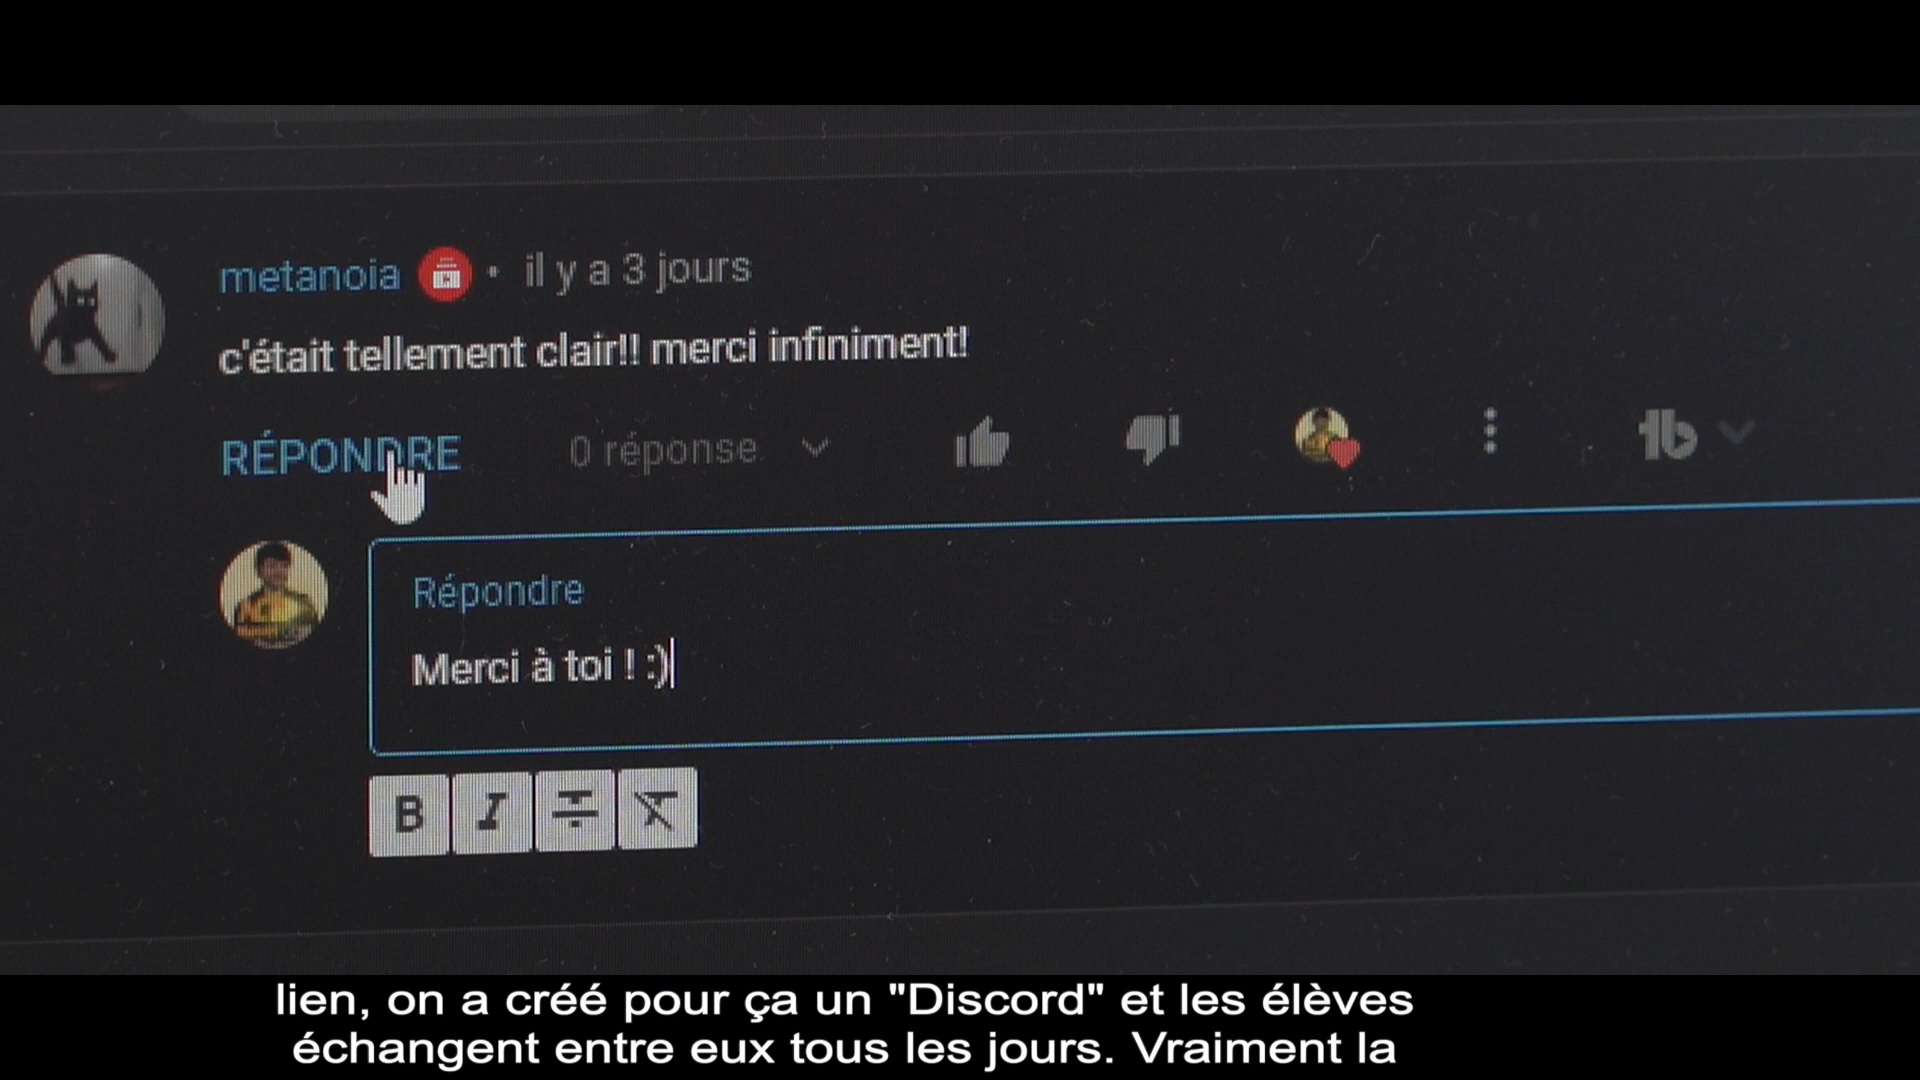 metanoia • il y a 3 jours
c'était tellement clair!! merci infiniment!
RÉPONDRE 0 réponse
Répondre
Merci à toi ! :)
B I T T
lien, on a créé pour ça un "Discord" et les élèves
échangent entre eux tous les jours. Vraiment la